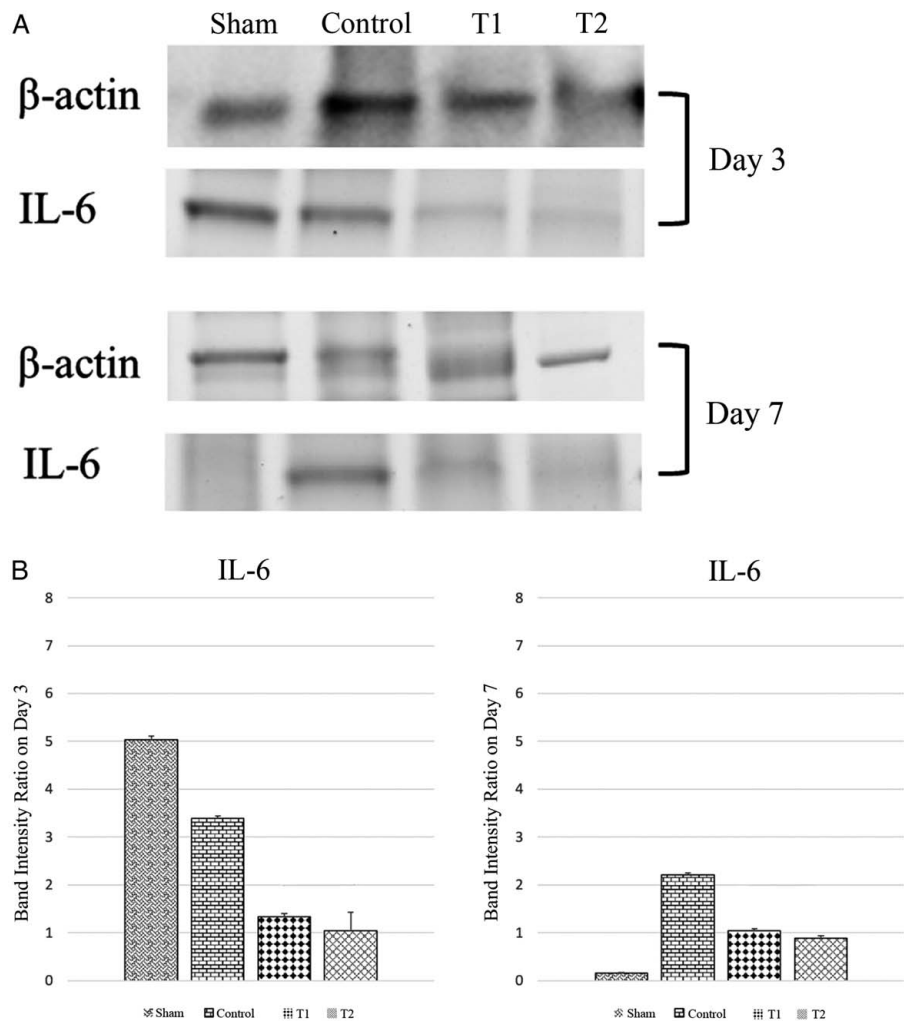 A
Sham Control T1 T2
β-actin
IL-6
Day 3
β-actin
IL-6
Day 7
B
IL-6
Band Intensity Ratio on Day 3
8
7
6
5
4
3
2
1
0
Sham Control T1 T2
IL-6
Band Intensity Ratio on Day 7
8
7
6
5
4
3
2
1
0
Sham Control T1 T2